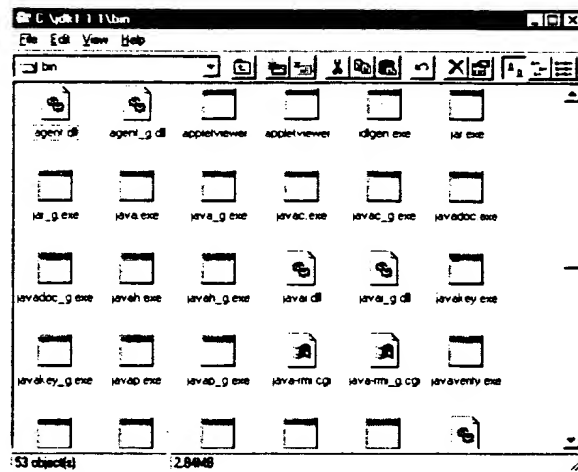 C \jdk1 1 1\bin
File Edit View Help
bin
agent dll agent_g dll appletviewer appletviewer idlgen.exe jar exe
jar_g.exe java.exe java_g exe javac.exe javac_g exe javadoc exe
javadoc_g exe javah exe javah_g.exe javai dll javai_g dll javakey exe
javakey_g.exe javap exe javap_g exe java-rmi cgi java-rmi_g.cgi javaverify exe
53 object(s) 2.84MB